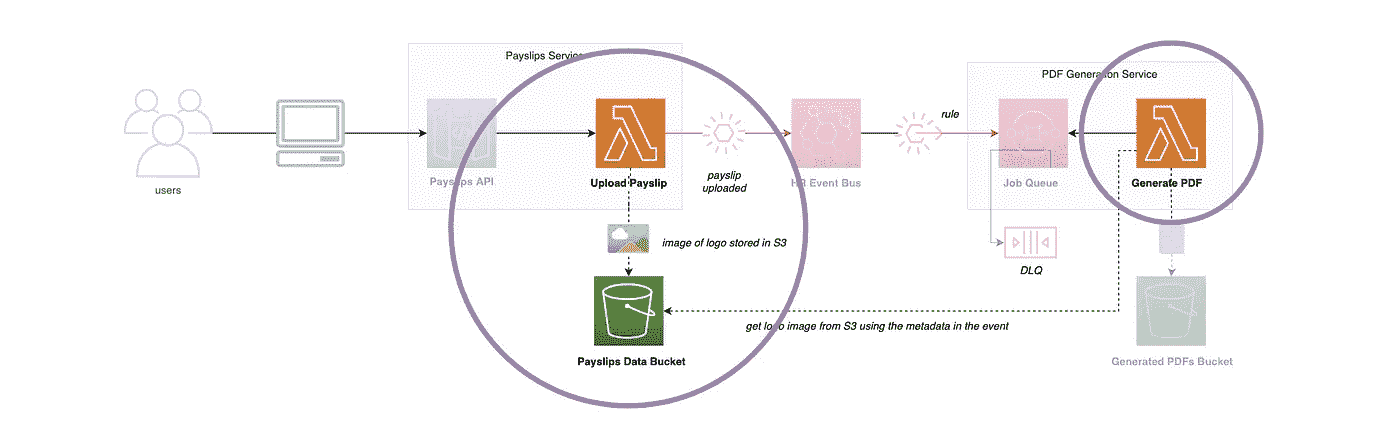 Payslips Service
PDF Generation Service
rule
users
Payslips API
Upload Payslip
payslip
uploaded
HR Event Bus
Job Queue
Generate PDF
image of logo stored in S3
DLQ
get logo image from S3 using the metadata in the event
Payslips Data Bucket
Generated PDFs Bucket